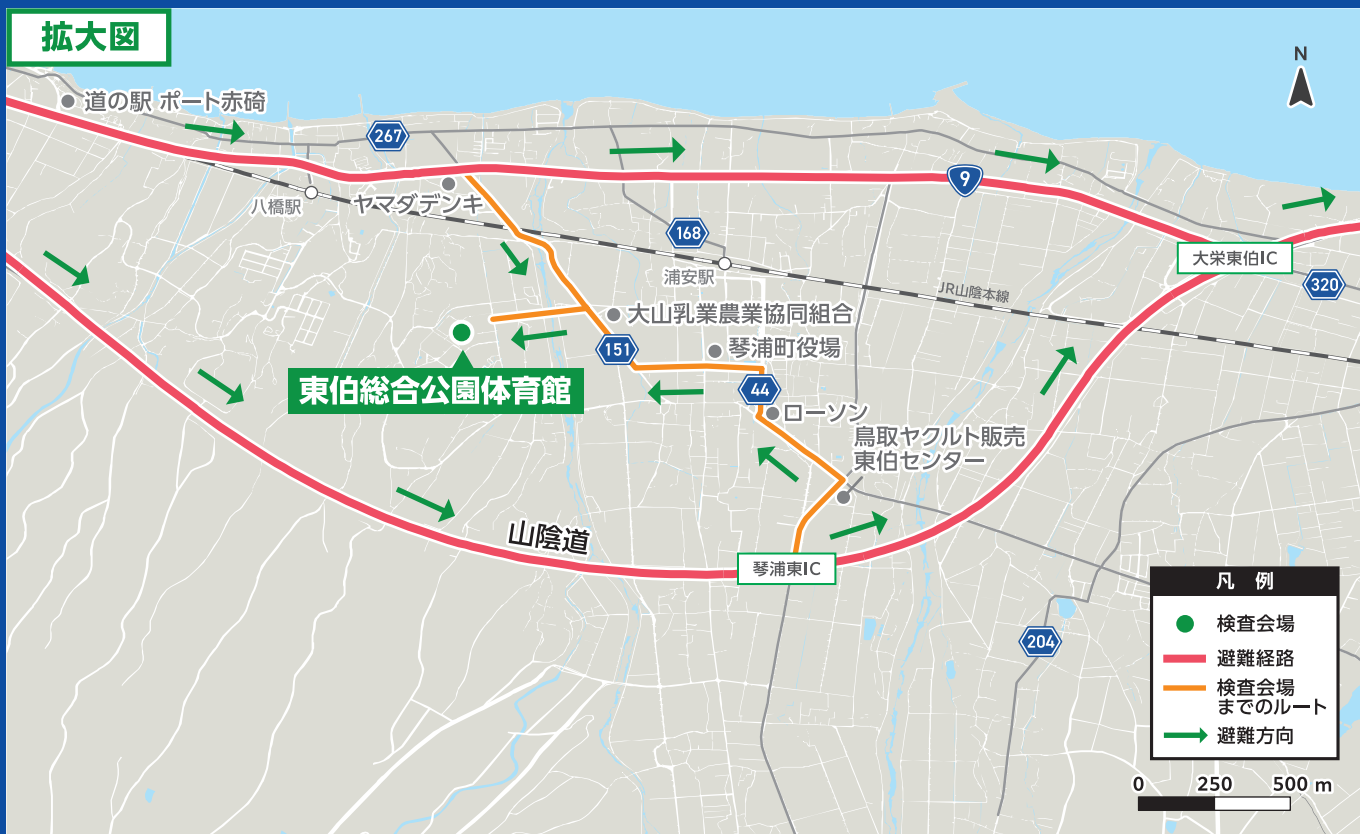 拡大図
N
道の駅 ポート赤碕
267
9
八橋駅
ヤマダデンキ
168
浦安駅
大栄東伯IC
320
JR山陰本線
大山乳業農業協同組合
151
琴浦町役場
東伯総合公園体育館
44
ローソン
鳥取ヤクルト販売
東伯センター
山陰道
琴浦東IC
204
凡 例
検査会場
避難経路
検査会場
までのルート
避難方向
0 250 500 m